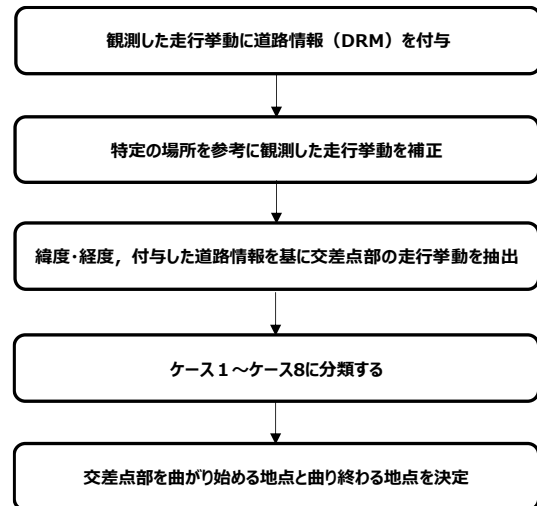 観測した走行挙動に道路情報（DRM）を付与
特定の場所を参考に観測した走行挙動を補正
緯度・経度，付与した道路情報を基に交差点部の走行挙動を抽出
ケース１～ケース8に分類する
交差点部を曲がり始める地点と曲り終わる地点を決定